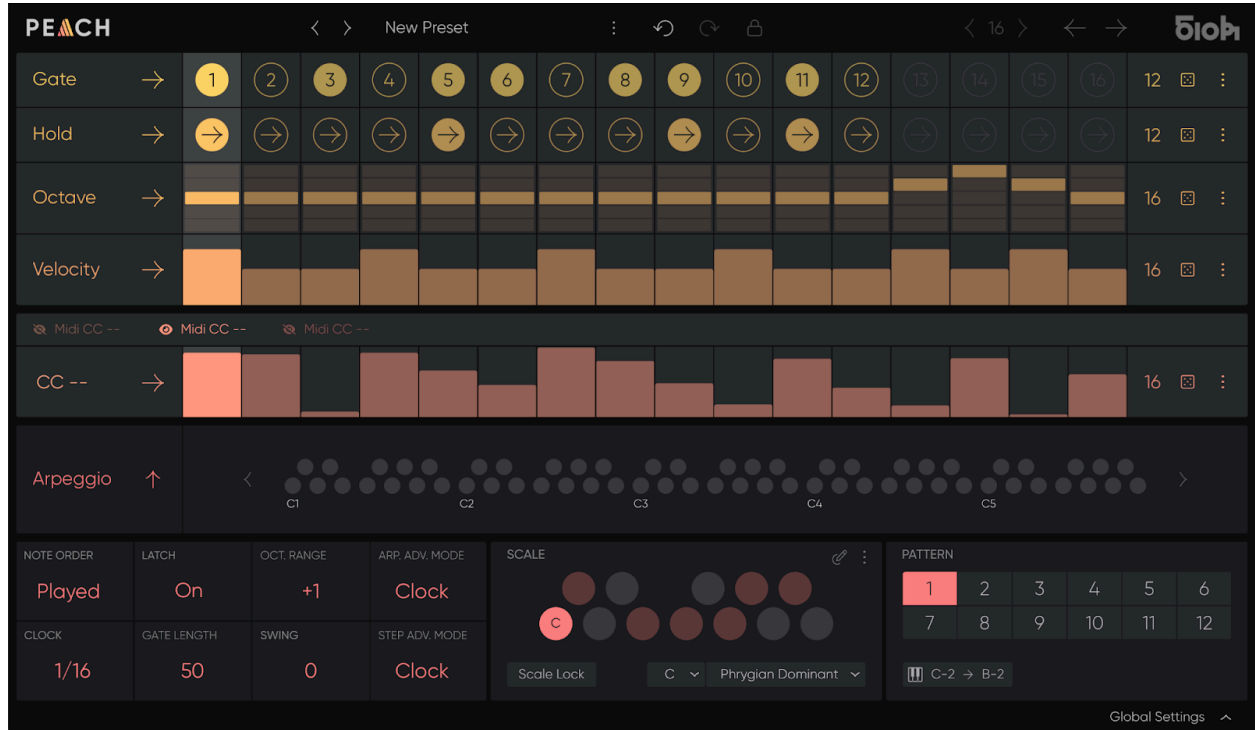 PEACH New Preset 16
Gate 1 2 3 4 5 6 7 8 9 10 11 12 13 14 15 16 12
Hold 12
Octave 16
Velocity 16
Midi CC -- Midi CC -- Midi CC --
CC -- 16
Arpeggio
C1 C2 C3 C4 C5
NOTE ORDER LATCH OCT. RANGE ARP. ADV. MODE
Played On +1 Clock
CLOCK GATE LENGTH SWING STEP ADV. MODE
1/16 50 0 Clock
SCALE
C
Scale Lock C Phrygian Dominant
PATTERN
1 2 3 4 5 6
7 8 9 10 11 12
C-2 → B-2
Global Settings